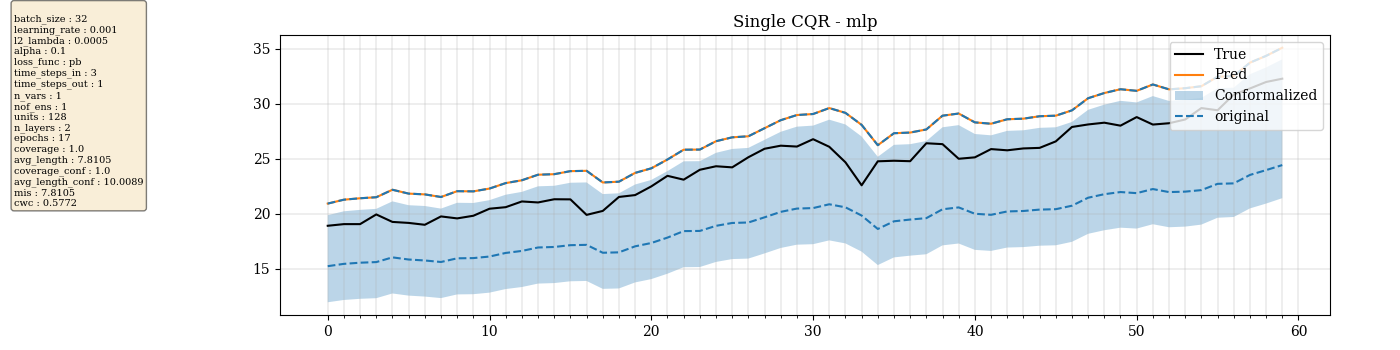 batch_size : 32
learning_rate : 0.001
l2_lambda : 0.0005
alpha : 0.1
loss_func : pb
time_steps_in : 3
time_steps_out : 1
n_vars : 1
nof_ens : 1
units : 128
n_layers : 2
epochs : 17
coverage : 1.0
avg_length : 7.8105
coverage_conf : 1.0
avg_length_conf : 10.0089
mis : 7.8105
cwc : 0.5772
Single CQR - mlp
35
30
25
20
15
0 10 20 30 40 50 60
True
Pred
Conformalized
original